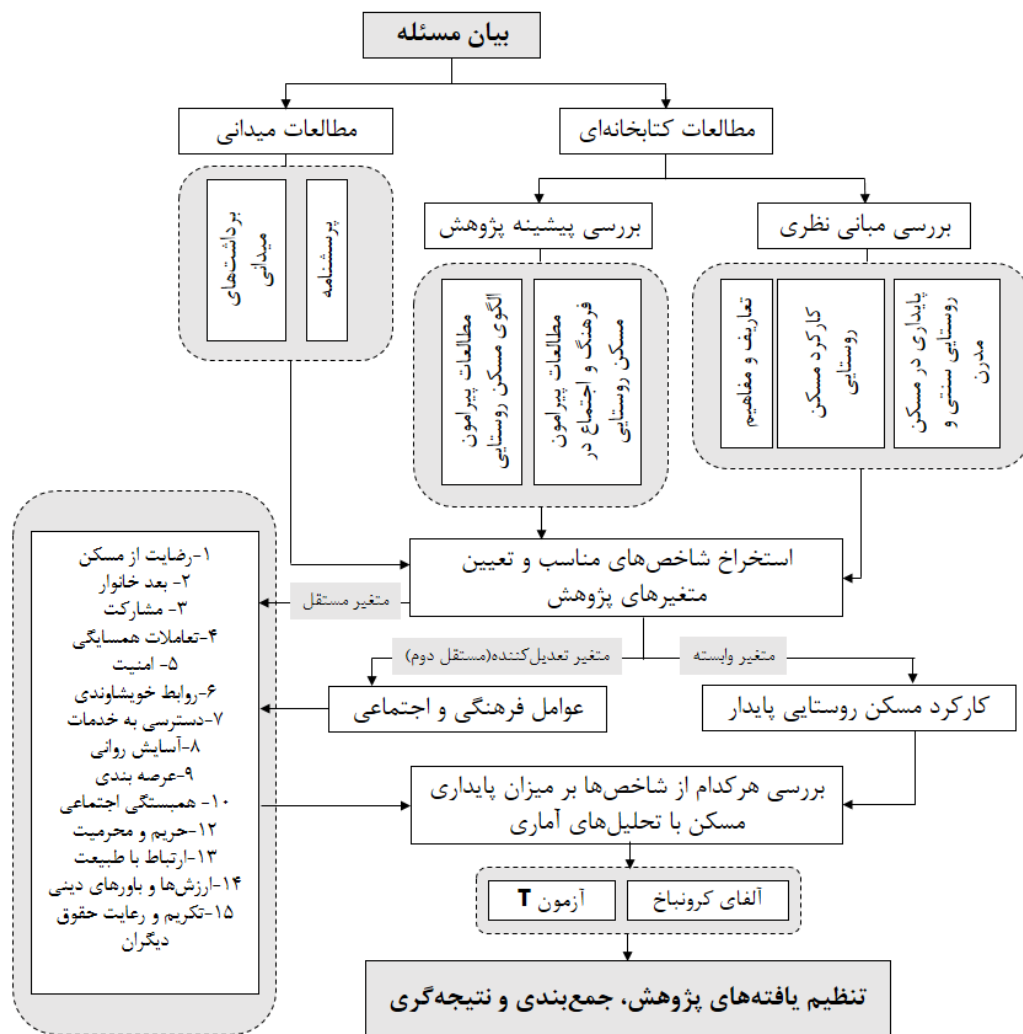 بیان مسئله
مطالعات کتابخانه‌ای
مطالعات میدانی
بررسی مبانی نظری
بررسی پیشینه پژوهش
پرسشنامه
برداشت‌های
میدانی
پایداری در مسکن
روستایی سنتی و
مدرن
کارکرد مسکن
روستایی
تعاریف و مفاهیم
مطالعات پیرامون
فرهنگ و اجتماع در
مسکن روستایی
مطالعات پیرامون
الگوی مسکن روستایی
استخراخ شاخص‌های مناسب و تعیین
متغیرهای پژوهش
متغیر مستقل
متغیر وابسته
متغیر تعدیل‌کننده(مستقل دوم)
کارکرد مسکن روستایی پایدار
عوامل فرهنگی و اجتماعی
۱-رضایت از مسکن
۲- بعد خانوار
۳- مشارکت
۴-تعاملات همسایگی
۵- امنیت
۶-روابط خویشاوندی
۷-دسترسی به خدمات
۸-آسایش روانی
۹-عرصه بندی
۱۰- همبستگی اجتماعی
۱۲-حریم و محرمیت
۱۳-ارتباط با طبیعت
۱۴-ارزش‌ها و باورهای دینی
۱۵-تکریم و رعایت حقوق
دیگران
بررسی هرکدام از شاخص‌ها بر میزان پایداری
مسکن با تحلیل‌های آماری
آلفای کرونباخ
آزمون T
تنظیم یافته‌های پژوهش، جمع‌بندی و نتیجه‌گری